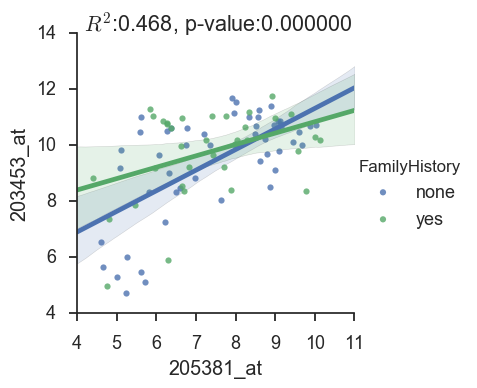 R²:0.468, p-value:0.000000
14
12
10
8
6
4
203453_at
4 5 6 7 8 9 10 11
205381_at
FamilyHistory
none
yes